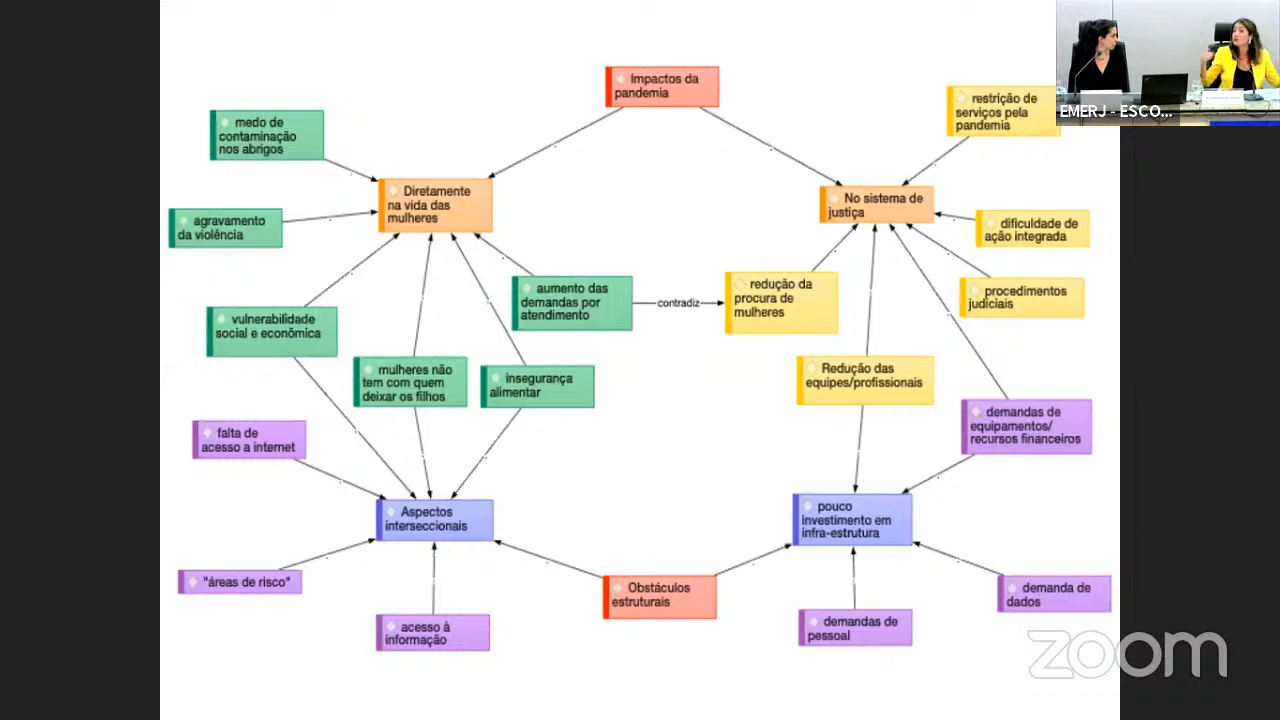 Impactos da
pandemia
restrição de
serviços pela
pandemia
EMERJ - ESCO...
medo de
contaminação
nos abrigos
Diretamente
na vida das
mulheres
No sistema de
justiça
agravamento
da violência
dificuldade de
ação integrada
aumento das
demandas por
atendimento
contradiz
redução da
procura de
mulheres
procedimentos
judiciais
vulnerabilidade
social e econômica
mulheres não
tem com quem
deixar os filhos
insegurança
alimentar
Redução das
equipes/profissionais
demandas de
equipamentos/
recursos financeiros
falta de
acesso a internet
Aspectos
interseccionais
pouco
investimento em
infra-estrutura
"áreas de risco"
Obstáculos
estruturais
demanda de
dados
acesso à
informação
demandas de
pessoal
zoom